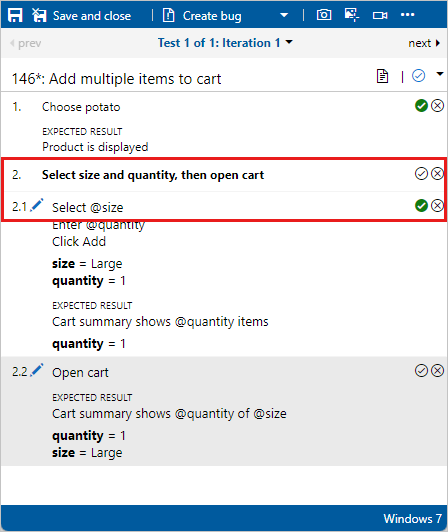 Save and close
Create bug
prev
Test 1 of 1: Iteration 1
next
146*: Add multiple items to cart
1. Choose potato
EXPECTED RESULT
Product is displayed
2. Select size and quantity, then open cart
2.1 Select @size
Enter @quantity
Click Add
size = Large
quantity = 1
EXPECTED RESULT
Cart summary shows @quantity items
quantity = 1
2.2 Open cart
EXPECTED RESULT
Cart summary shows @quantity of @size
quantity = 1
size = Large
Windows 7